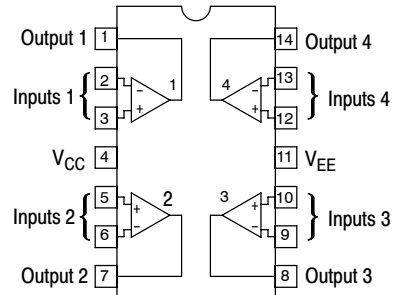 Output 1 1 14 Output 4
Inputs 1 { 2 - 1 4 - 13 } Inputs 4
3 + + 12
VCC 4 11 VEE
Inputs 2 { 5 + 2 3 + 10 } Inputs 3
6 - - 9
Output 2 7 8 Output 3